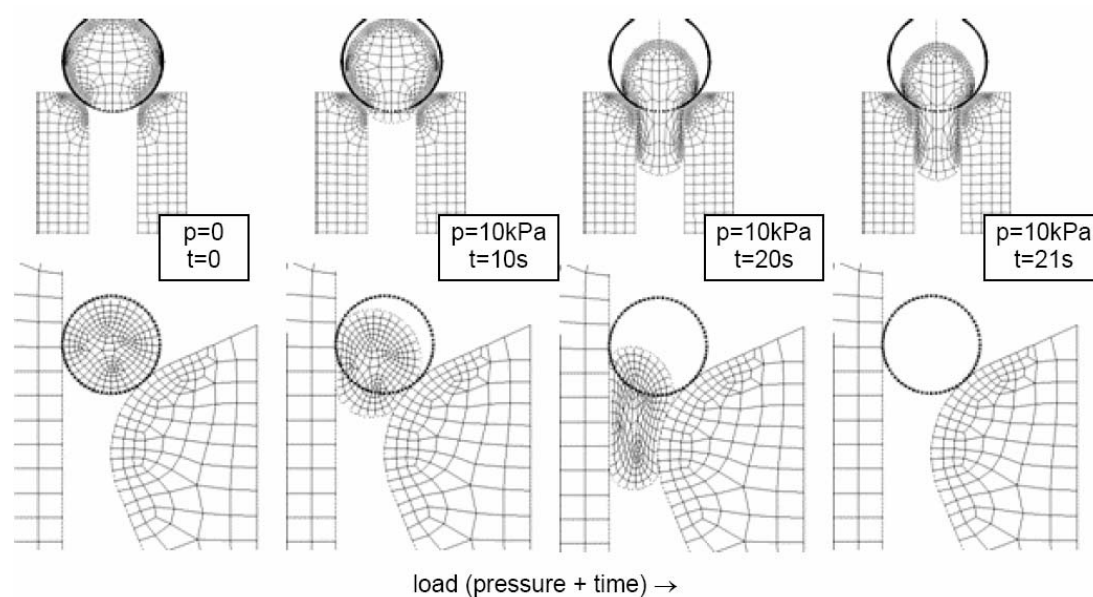 p=0
t=0
p=10kPa
t=10s
p=10kPa
t=20s
p=10kPa
t=21s
load (pressure + time) →